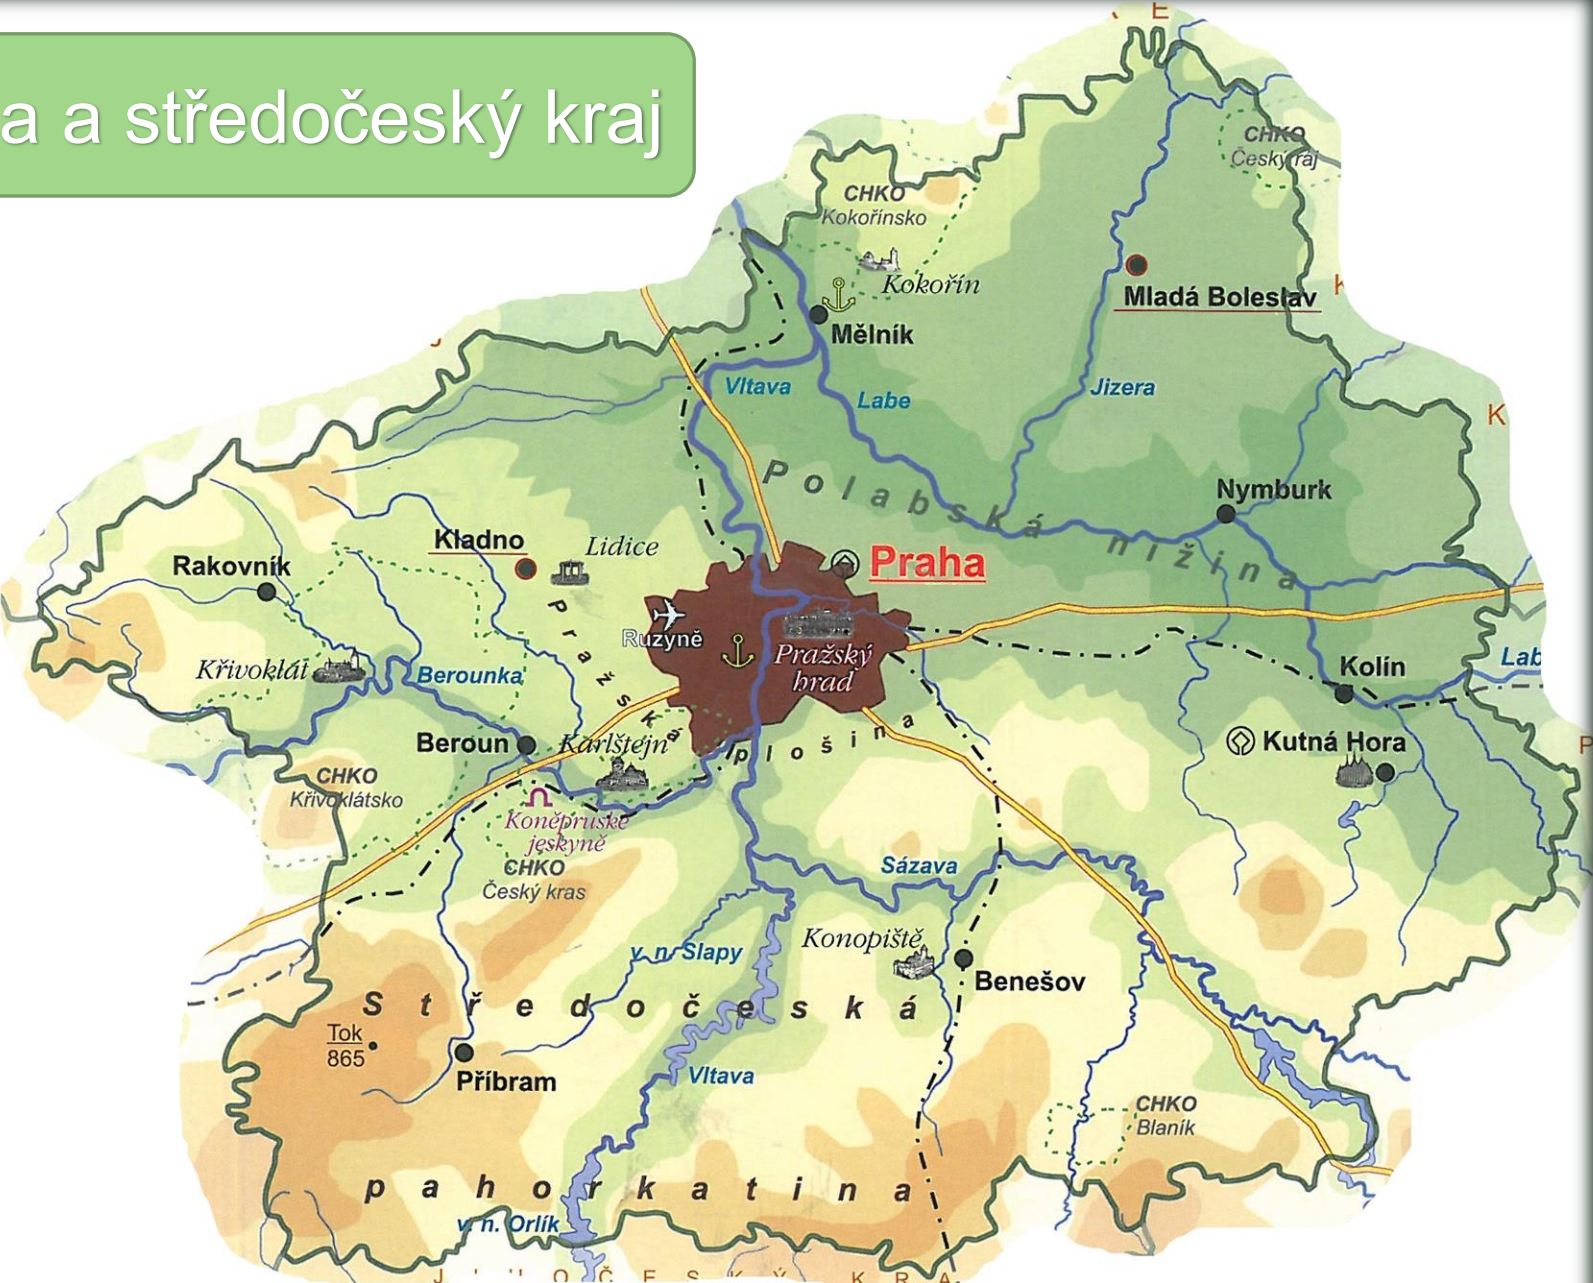 a a středočeský kraj
E
CHKO
Český ráj
CHKO
Kokořínsko
Kokořín
Mladá Boleslav
Mělník
Vltava
Labe
Jizera
K
Polabská nížina
Nymburk
Kladno
Lidice
Rakovník
Praha
Pražská plošina
Ruzyně
Pražský
hrad
Křivoklát
Berounka
Kolín
Lab
Beroun
Karlštejn
Kutná Hora
P
CHKO
Křivoklátsko
Koněpruské
jeskyně
CHKO
Český kras
Sázava
v. n. Slapy
Konopiště
Benešov
Středočeská
Tok
865
Příbram
Vltava
CHKO
Blaník
pahorkatina
v. n. Orlík
OČESKÝ KRA